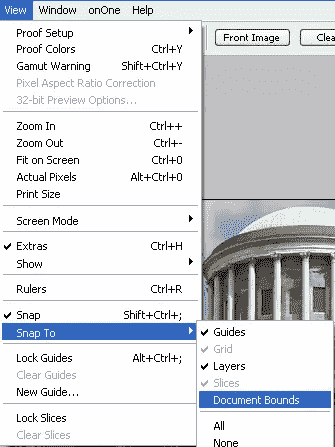 View Window onOne Help
Proof Setup
Proof Colors Ctrl+Y
Gamut Warning Shift+Ctrl+Y
Pixel Aspect Ratio Correction
32-bit Preview Options...
Zoom In Ctrl++
Zoom Out Ctrl+-
Fit on Screen Ctrl+0
Actual Pixels Alt+Ctrl+0
Print Size
Screen Mode
Extras Ctrl+H
Show
Rulers Ctrl+R
Snap Shift+Ctrl+;
Snap To
Lock Guides Alt+Ctrl+;
Clear Guides
New Guide...
Lock Slices
Clear Slices
Front Image
Guides
Grid
Layers
Slices
Document Bounds
All
None